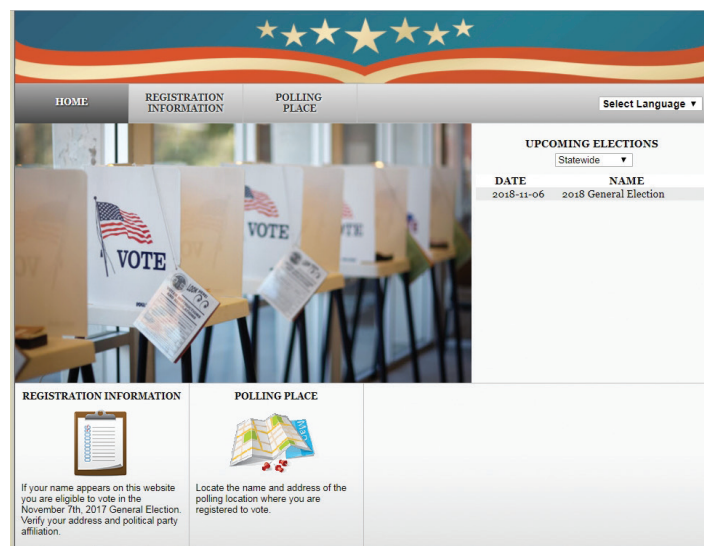 HOME
REGISTRATION
INFORMATION
POLLING
PLACE
Select Language ▼
UPCOMING ELECTIONS
Statewide ▼
DATE NAME
2018-11-06 2018 General Election
VOTE
VOTE
REGISTRATION INFORMATION
If your name appears on this website
you are eligible to vote in the
November 7th, 2017 General Election.
Verify your address and political party
affiliation.
POLLING PLACE
Map
Locate the name and address of the
polling location where you are
registered to vote.